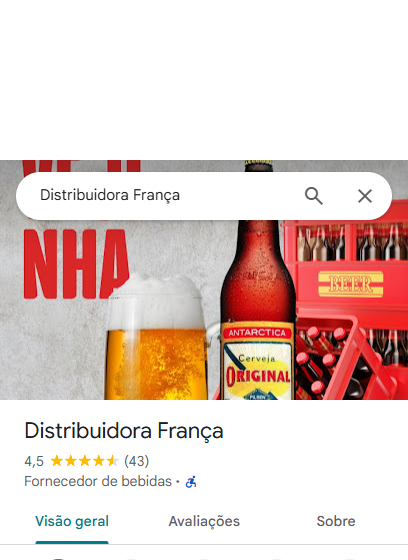 Distribuidora França
NHA
BEER
ANTARCTICA
Cerveja
ORIGINAL
PILSEN
Distribuidora França
4,5 (43)
Fornecedor de bebidas ·
Visão geral
Avaliações
Sobre